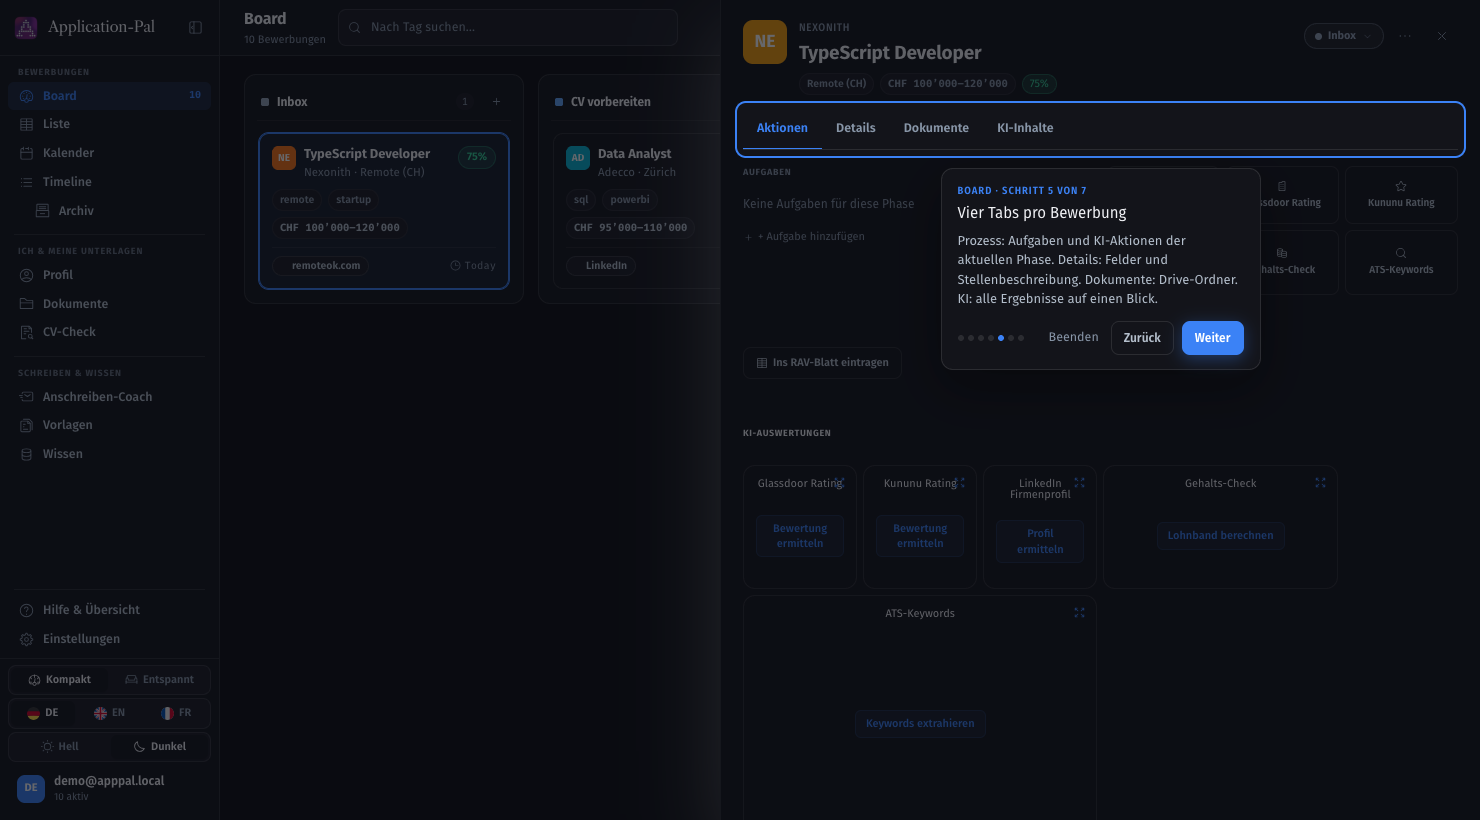 Application-Pal
BEWERBUNGEN
Board 10
Liste
Kalender
Timeline
Archiv
ICH & MEINE UNTERLAGEN
Profil
Dokumente
CV-Check
SCHREIBEN & WISSEN
Anschreiben-Coach
Vorlagen
Wissen
Hilfe & Übersicht
Einstellungen
Kompakt Entspannt
DE EN FR
Hell Dunkel
DE
demo@apppal.local
10 aktiv
Board
10 Bewerbungen
Nach Tag suchen...
Inbox 1 +
NE
TypeScript Developer 75%
Nexonith · Remote (CH)
remote startup
CHF 100’000–120’000
remoteok.com Today
CV vorbereiten
AD
Data Analyst
Adecco · Zürich
sql powerbi
CHF 95’000–110’000
LinkedIn
NE
NEXONITH
TypeScript Developer
Inbox
Remote (CH) CHF 100’000–120’000 75%
Aktionen Details Dokumente KI-Inhalte
AUFGABEN
Keine Aufgaben für diese Phase
+ + Aufgabe hinzufügen
ssdoor Rating
Kununu Rating
halts-Check
ATS-Keywords
BOARD · SCHRITT 5 VON 7
Vier Tabs pro Bewerbung
Prozess: Aufgaben und KI-Aktionen der
aktuellen Phase. Details: Felder und
Stellenbeschreibung. Dokumente: Drive-Ordner.
KI: alle Ergebnisse auf einen Blick.
Beenden Zurück Weiter
Ins RAV-Blatt eintragen
KI-AUSWERTUNGEN
Glassdoor Rating
Bewertung
ermitteln
Kununu Rating
Bewertung
ermitteln
LinkedIn
Firmenprofil
Profil
ermitteln
Gehalts-Check
Lohnband berechnen
ATS-Keywords
Keywords extrahieren